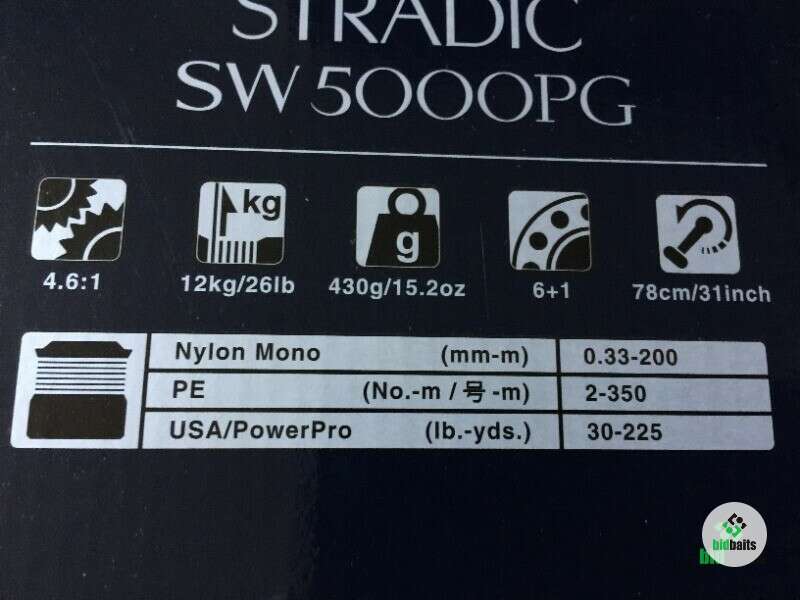 STRADIC
SW 5000PG
kg
g
4.6:1 12kg/26lb 430g/15.2oz 6+1 78cm/31inch
Nylon Mono (mm-m) 0.33-200
PE (No.-m / 号 -m) 2-350
USA/PowerPro (lb.-yds.) 30-225
bidbaits